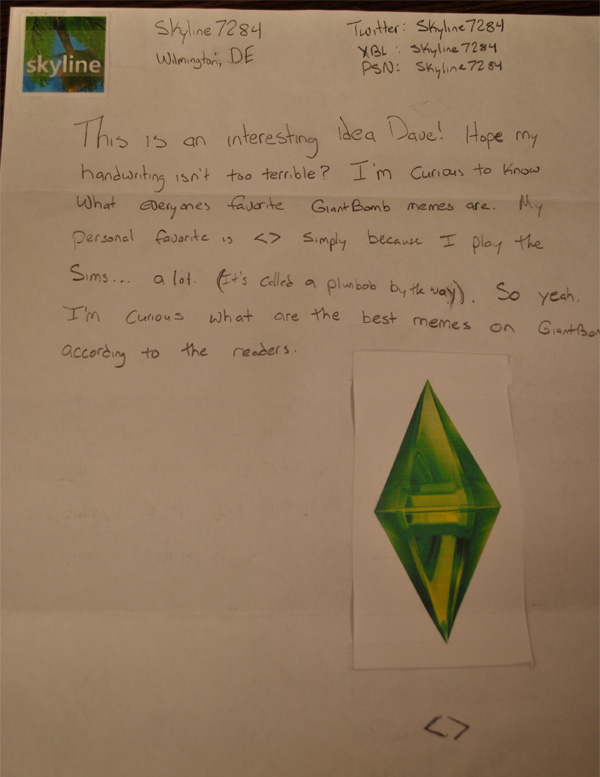 skyline
Skyline7284
Wilmington, DE
Twitter: Skyline7284
XBL: Skyline7284
PSN: Skyline7284
This is an interesting idea Dave! Hope my
handwriting isn't too terrible? I'm curious to know
what everyones favorite GiantBomb memes are. My
personal favorite is <> simply because I play the
Sims... a lot. (It's called a plumbob by the way). So yeah.
I'm curious what are the best memes on GiantBom
according to the readers.
<>